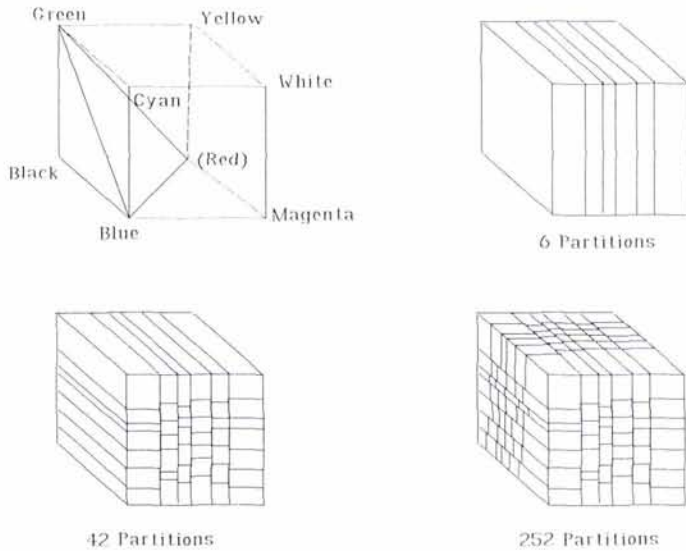 Green
Yellow
White
Cyan
(Red)
Black
Magenta
Blue
6 Partitions
42 Partitions
252 Partitions